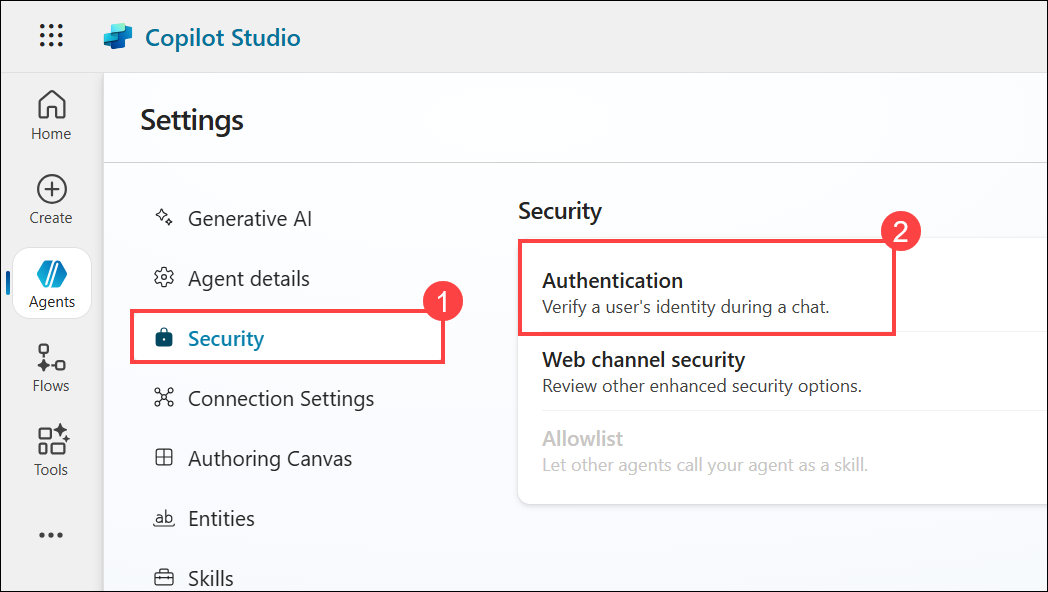 Copilot Studio
Home
Create
Agents
Flows
Tools
Settings
Generative AI
Agent details
1
Security
Connection Settings
Authoring Canvas
ab Entities
Skills
Security
2
Authentication
Verify a user's identity during a chat.
Web channel security
Review other enhanced security options.
Allowlist
Let other agents call your agent as a skill.